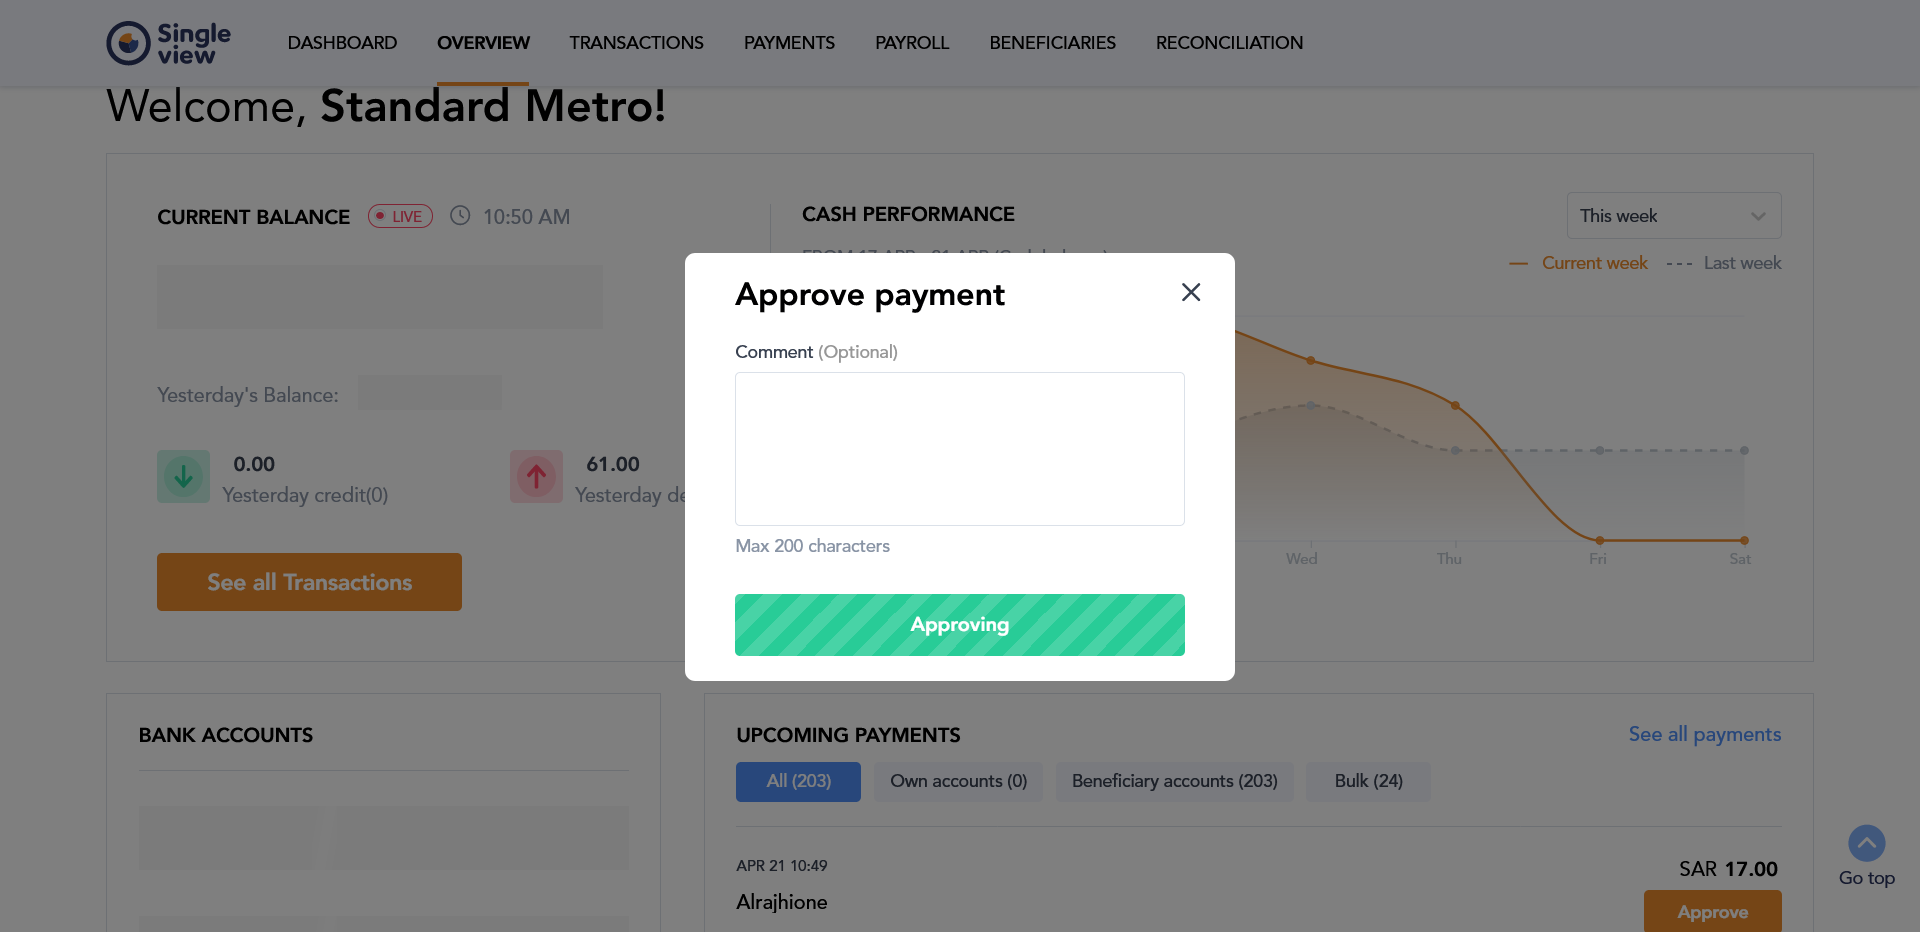 Single view
DASHBOARD OVERVIEW TRANSACTIONS PAYMENTS PAYROLL BENEFICIARIES RECONCILIATION
Welcome, Standard Metro!
CURRENT BALANCE LIVE 10:50 AM
CASH PERFORMANCE
This week
Current week Last week
Yesterday's Balance:
0.00
Yesterday credit(0)
61.00
Yesterday de
See all Transactions
Wed Thu Fri Sat
Approve payment
Comment (Optional)
Max 200 characters
Approving
BANK ACCOUNTS
UPCOMING PAYMENTS
See all payments
All (203) Own accounts (0) Beneficiary accounts (203) Bulk (24)
APR 21 10:49
Alrajhione
SAR 17.00
Approve
Go top